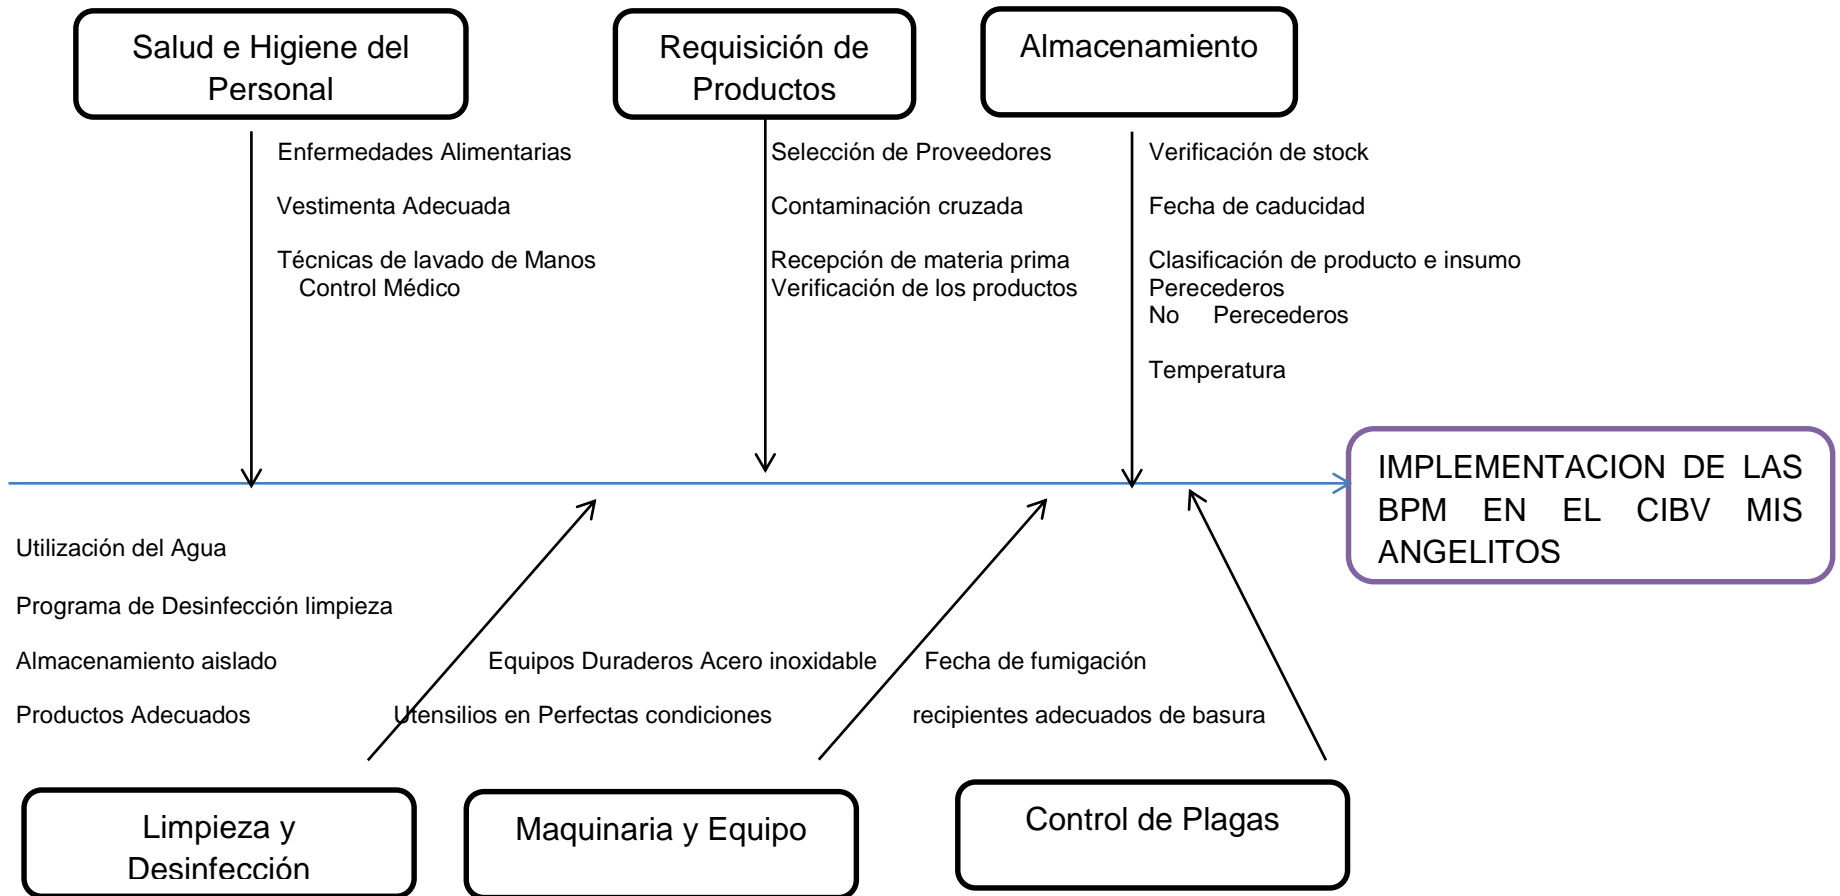 Salud e Higiene del
Personal
Requisición de
Productos
Almacenamiento
Enfermedades Alimentarias
Vestimenta Adecuada
Técnicas de lavado de Manos
Control Médico
Selección de Proveedores
Contaminación cruzada
Recepción de materia prima
Verificación de los productos
Verificación de stock
Fecha de caducidad
Clasificación de producto e insumo
Perecederos
No Perecederos
Temperatura
IMPLEMENTACION DE LAS
BPM EN EL CIBV MIS
ANGELITOS
Utilización del Agua
Programa de Desinfección limpieza
Almacenamiento aislado
Productos Adecuados
Equipos Duraderos Acero inoxidable
Utensilios en Perfectas condiciones
Fecha de fumigación
recipientes adecuados de basura
Limpieza y
Desinfección
Maquinaria y Equipo
Control de Plagas